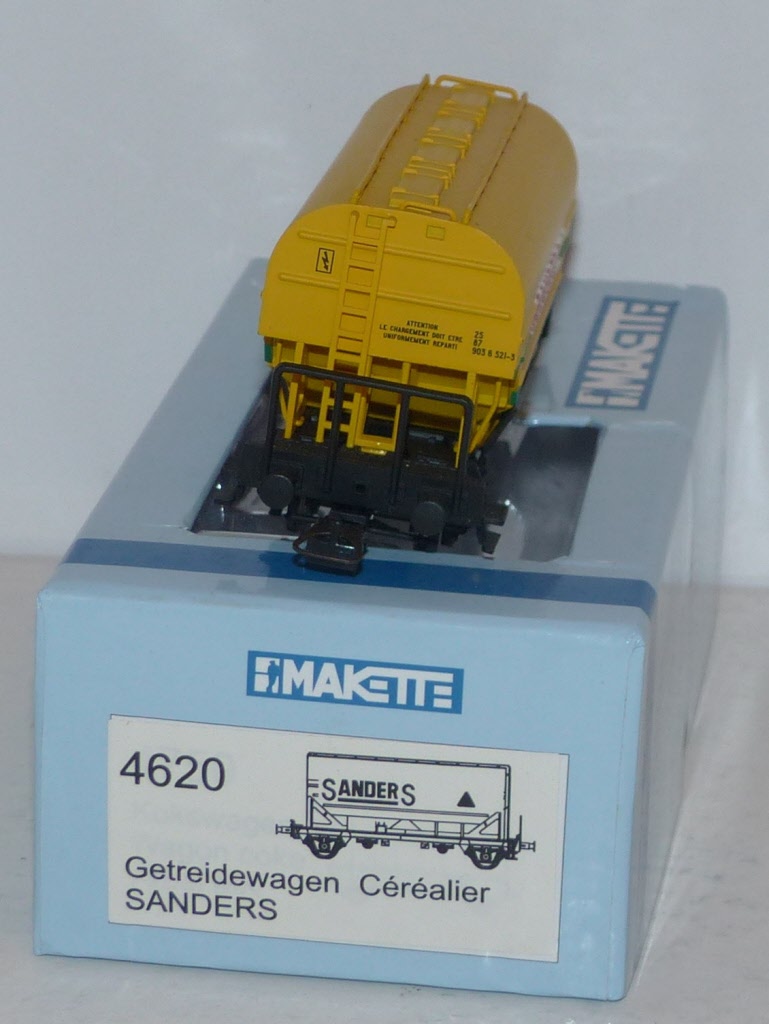 ATTENTION
LE CHARGEMENT DOIT ETRE
UNIFORMEMENT REPARTI
25
87
903 8 521-3
MAKETTE
MAKETTE
4620
SANDERS
Getreidewagen Céréalier
SANDERS